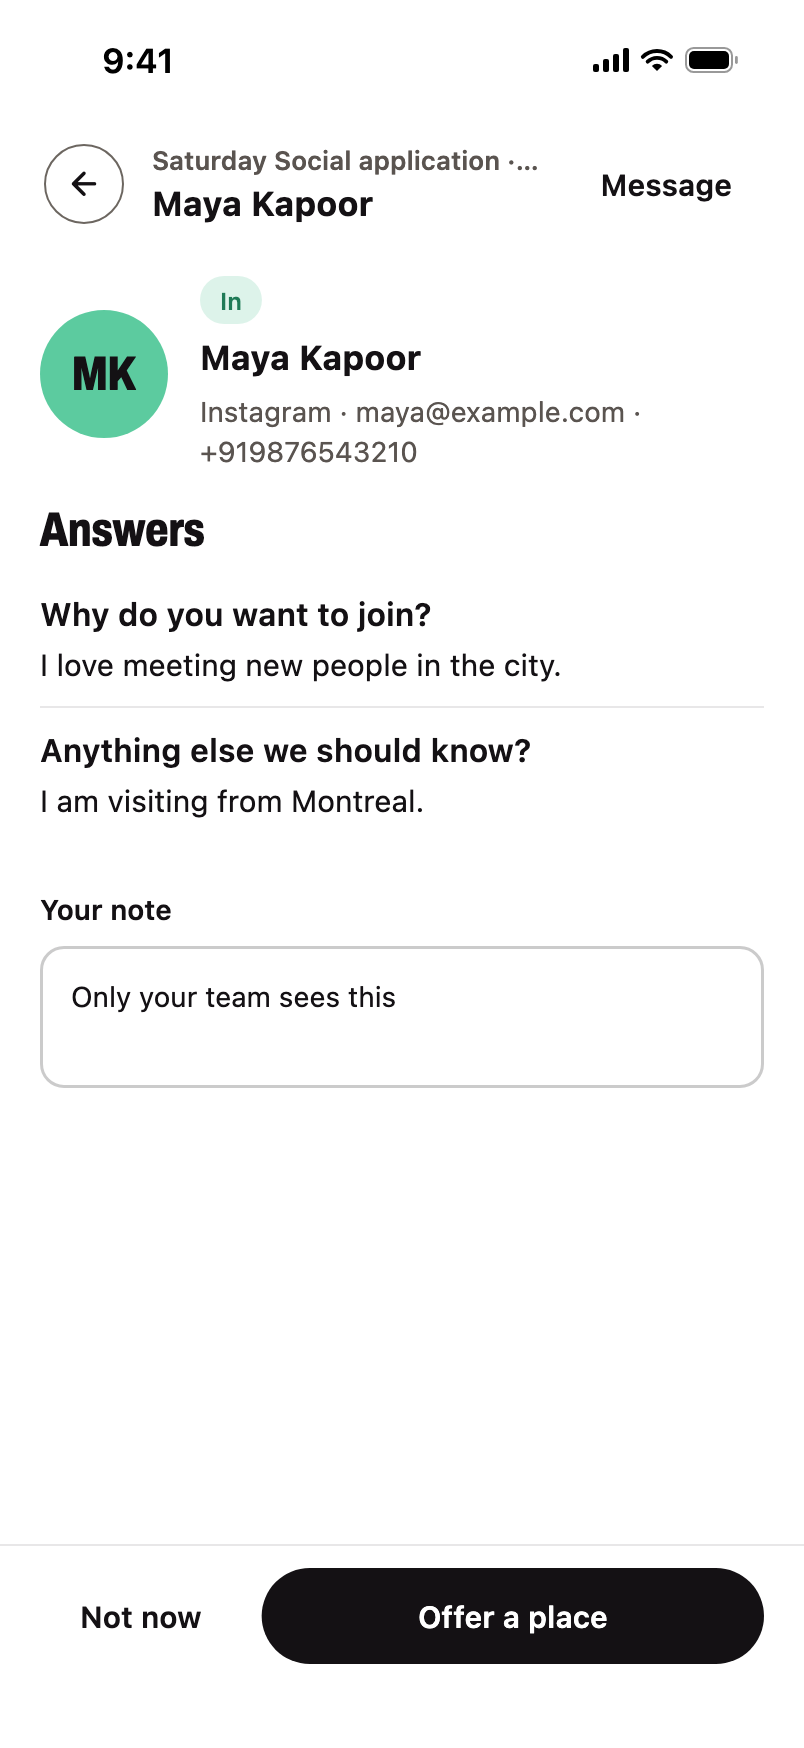 9:41
Saturday Social application ·...
Maya Kapoor
Message
In
MK
Maya Kapoor
Instagram · maya@example.com ·
+919876543210
Answers
Why do you want to join?
I love meeting new people in the city.
Anything else we should know?
I am visiting from Montreal.
Your note
Only your team sees this
Not now
Offer a place